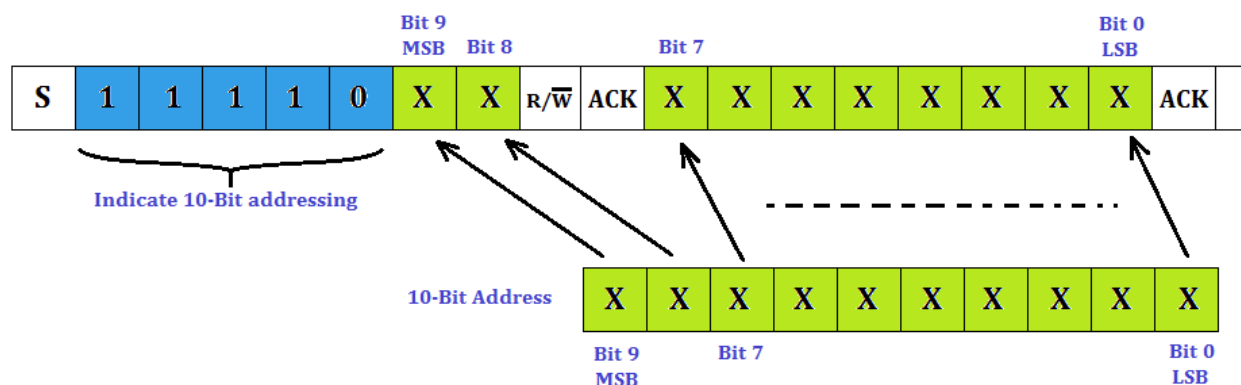 Bit 9
MSB
Bit 8
Bit 7
Bit 0
LSB
S 1 1 1 1 0 X X R/W̅ ACK X X X X X X X X ACK
Indicate 10-Bit addressing
10-Bit Address X X X X X X X X X X
Bit 9
MSB
Bit 7
Bit 0
LSB